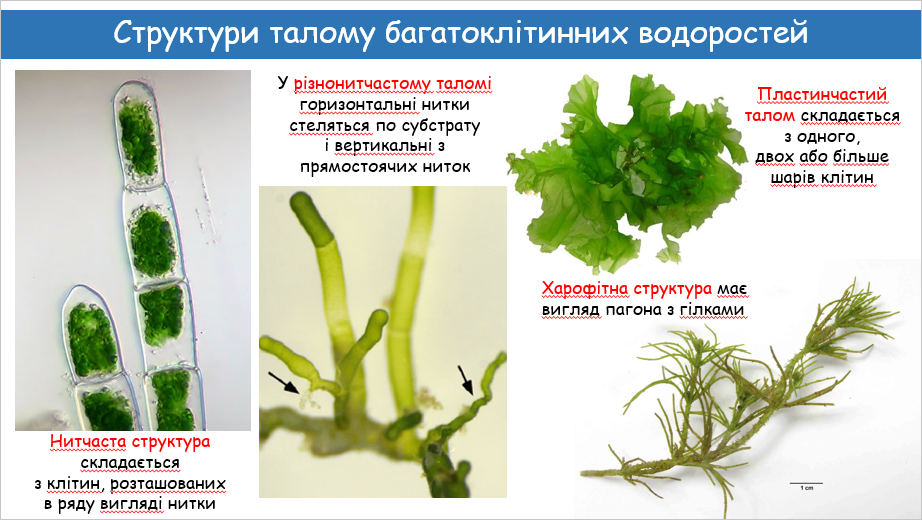 Структури талому багатоклітинних водоростей
У різнонитчастому таломі
горизонтальні нитки
стеляться по субстрату
і вертикальні з
прямостоячих ниток
Пластинчастий
талом складається
з одного,
двох або більше
шарів клітин
Харофітна структура має
вигляд пагона з гілками
Нитчаста структура
складається
з клітин, розташованих
в ряду вигляді нитки
1 cm